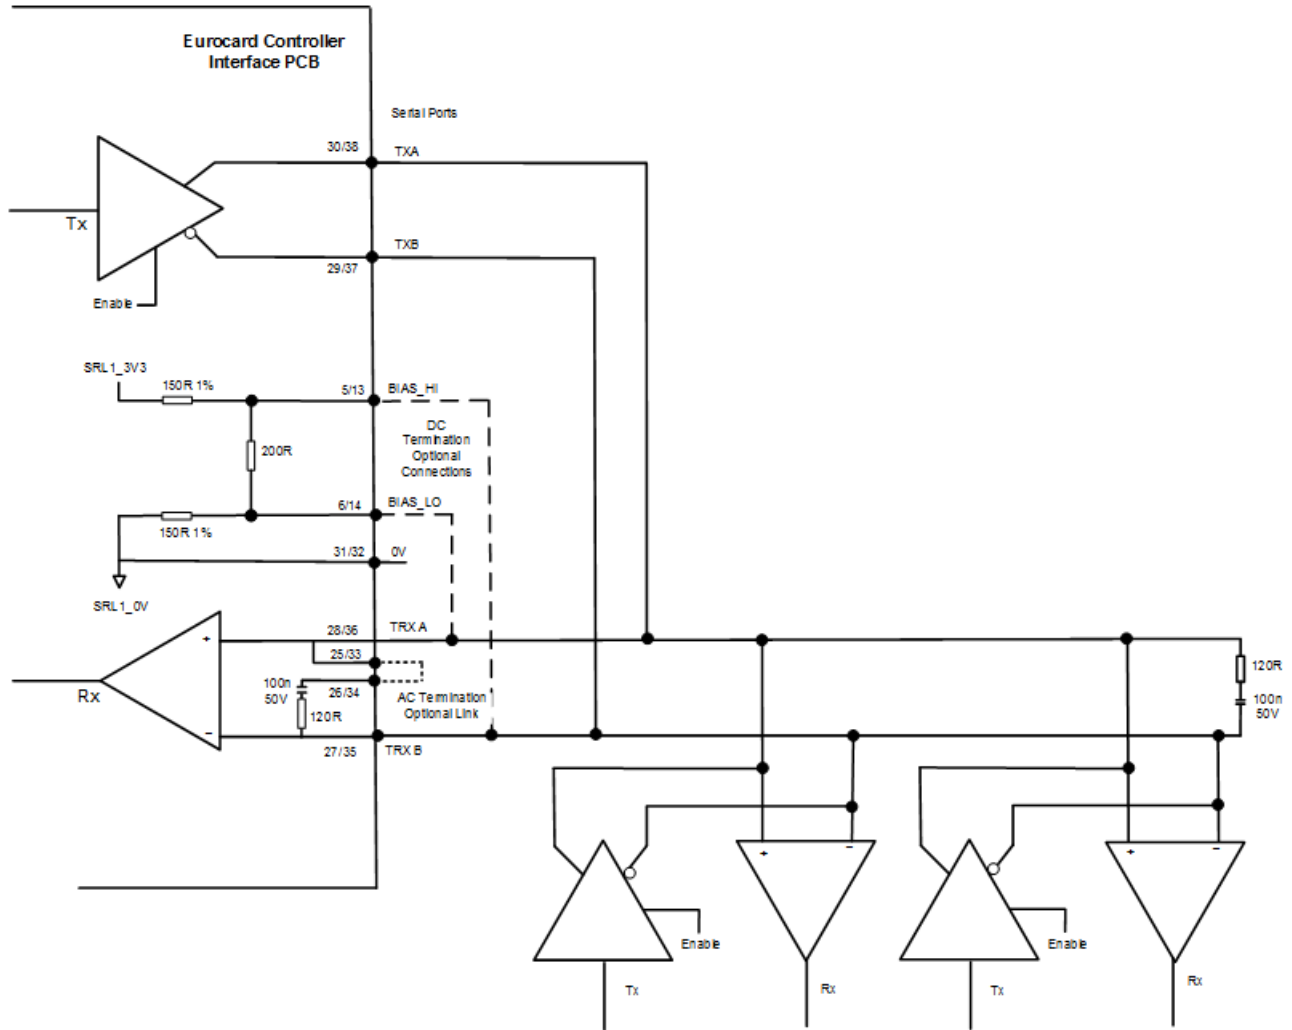 Eurocard Controller
Interface PCB
Serial Ports
30/38
TXA
Tx
TXB
29/37
Enable
SRL1_3V3
150R 1%
5/13
BIAS_HI
DC
Termination
Optional
Connections
200R
6/14
BIAS_LO
150R 1%
31/32
0V
SRL1_0V
28/36
TRX A
+
25/33
100n
50V
26/34
AC Termination
Optional Link
120R
Rx
-
27/35
TRX B
120R
100n
50V
+
-
+
-
Enable
Enable
Tx
Rx
Tx
Rx